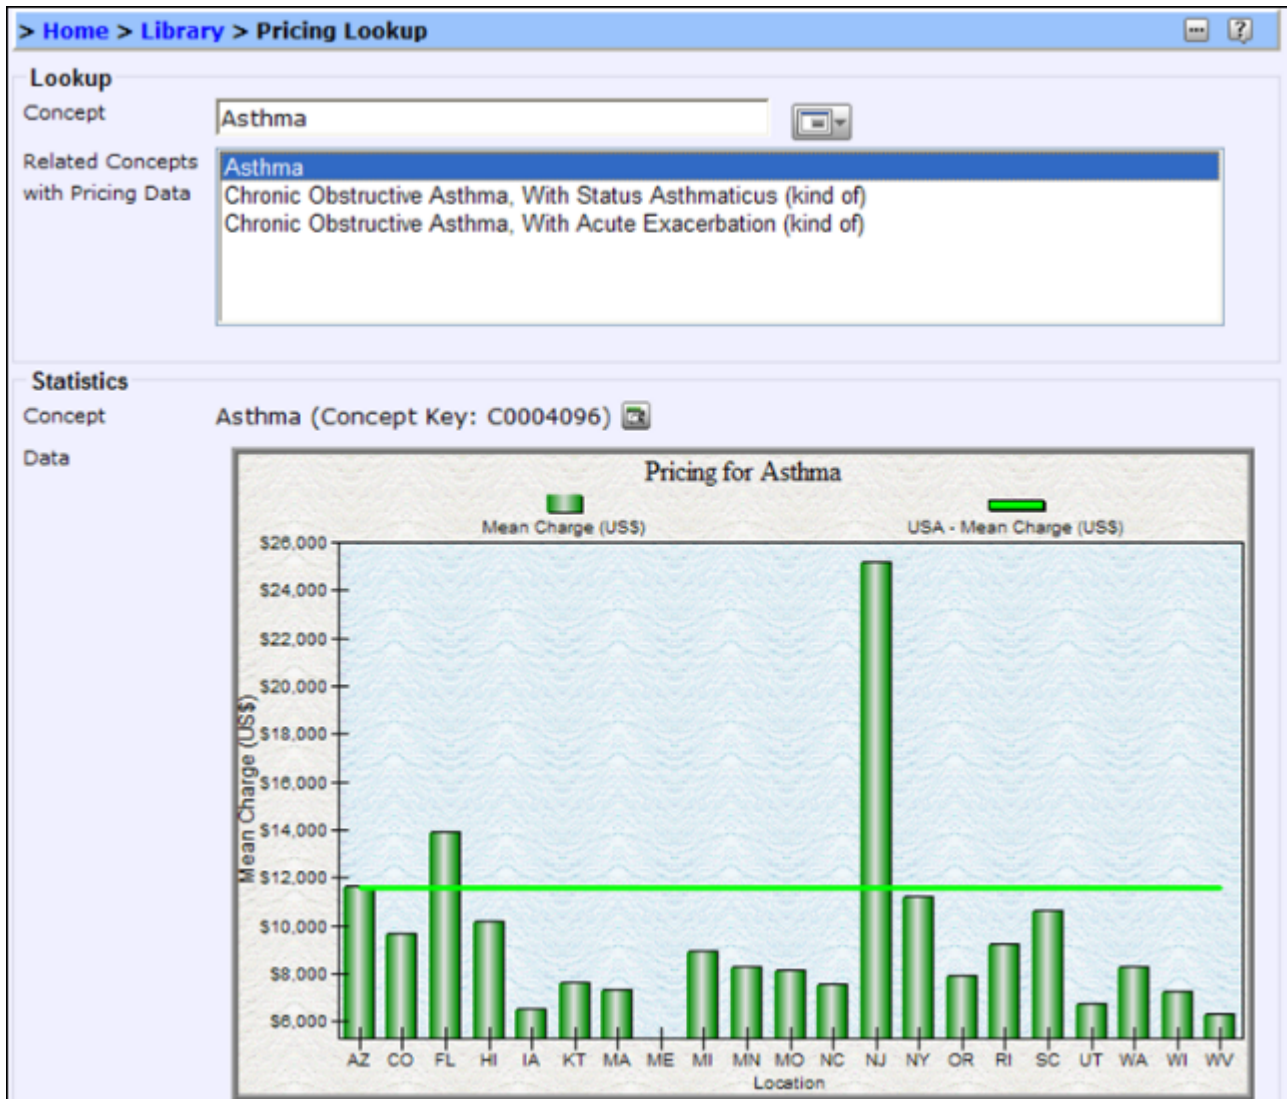 > Home > Library > Pricing Lookup
Lookup
Concept
Asthma
Related Concepts
with Pricing Data
Asthma
Chronic Obstructive Asthma, With Status Asthmaticus (kind of)
Chronic Obstructive Asthma, With Acute Exacerbation (kind of)
Statistics
Concept
Asthma (Concept Key: C0004096)
Data
Pricing for Asthma
Mean Charge (US$)
USA - Mean Charge (US$)
$26,000
$24,000
$22,000
$20,000
$18,000
$16,000
$14,000
$12,000
$10,000
$8,000
$6,000
Mean Charge (US$)
AZ CO FL HI IA KT MA ME MI MN MO NC NJ NY OR RI SC UT WA WI WV
Location